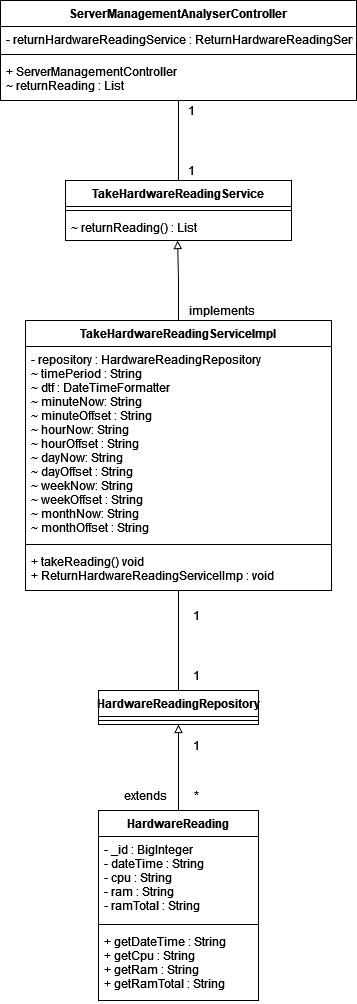 ServerManagementAnalyserController
- returnHardwareReadingService : ReturnHardwareReadingSer
+ ServerManagementController
~ returnReading : List
1
1
TakeHardwareReadingService
~ returnReading() : List
implements
TakeHardwareReadingServiceImpl
- repository : HardwareReadingRepository
~ timePeriod : String
~ dtf : DateTimeFormatter
~ minuteNow: String
~ minuteOffset : String
~ hourNow: String
~ hourOffset : String
~ dayNow: String
~ dayOffset : String
~ weekNow: String
~ weekOffset : String
~ monthNow: String
~ monthOffset : String
+ takeReading() void
+ ReturnHardwareReadingServiceIImp : void
1
1
HardwareReadingRepository
1
extends *
HardwareReading
- _id : BigInteger
- dateTime : String
- cpu : String
- ram : String
- ramTotal : String
+ getDateTime : String
+ getCpu : String
+ getRam : String
+ getRamTotal : String